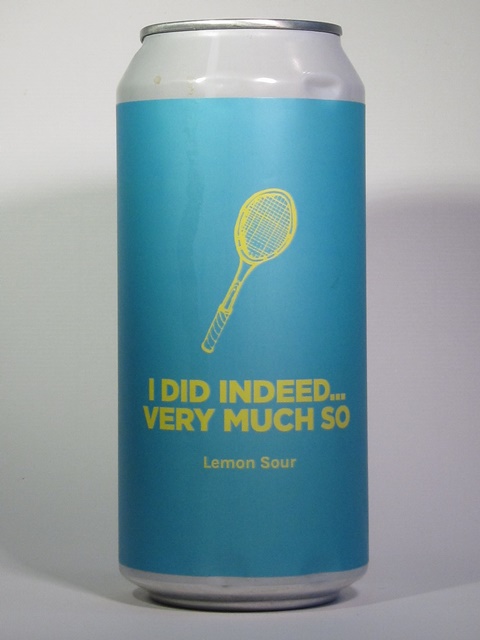 I DID INDEED...
VERY MUCH SO
Lemon Sour